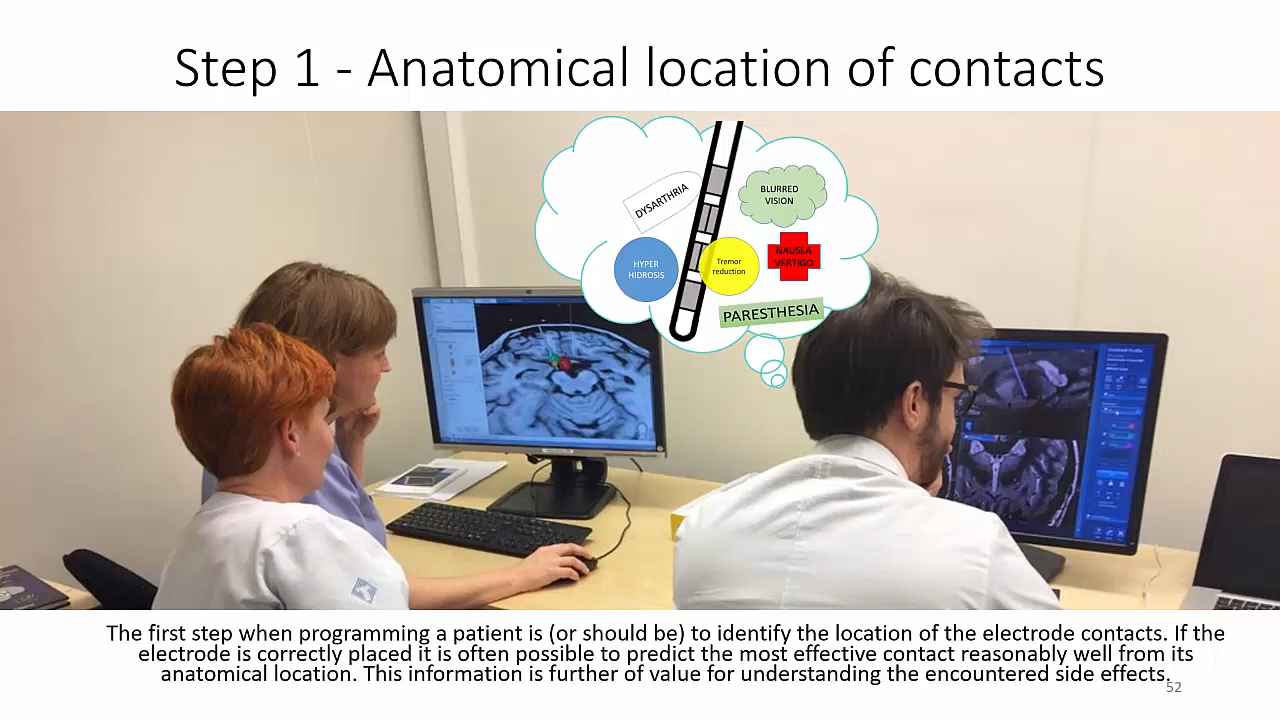 Step 1 - Anatomical location of contacts
DYSARTHRIA
BLURRED
VISION
HYPER
HIDROSIS
Tremor
reduction
NAUSEA
VERTIGO
PARESTHESIA
The first step when programming a patient is (or should be) to identify the location of the electrode contacts. If the
electrode is correctly placed it is often possible to predict the most effective contact reasonably well from its
anatomical location. This information is further of value for understanding the encountered side effects.
52